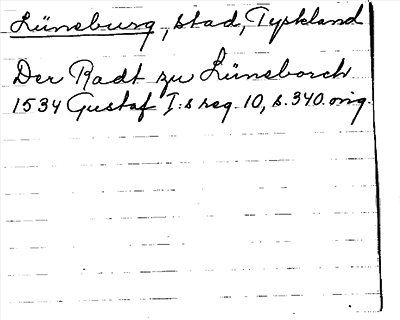 Lüneburg, stad, Tyskland
Der Radt zu Lüneborch
1534 Gustaf I:s reg. 10, s. 340. orig.